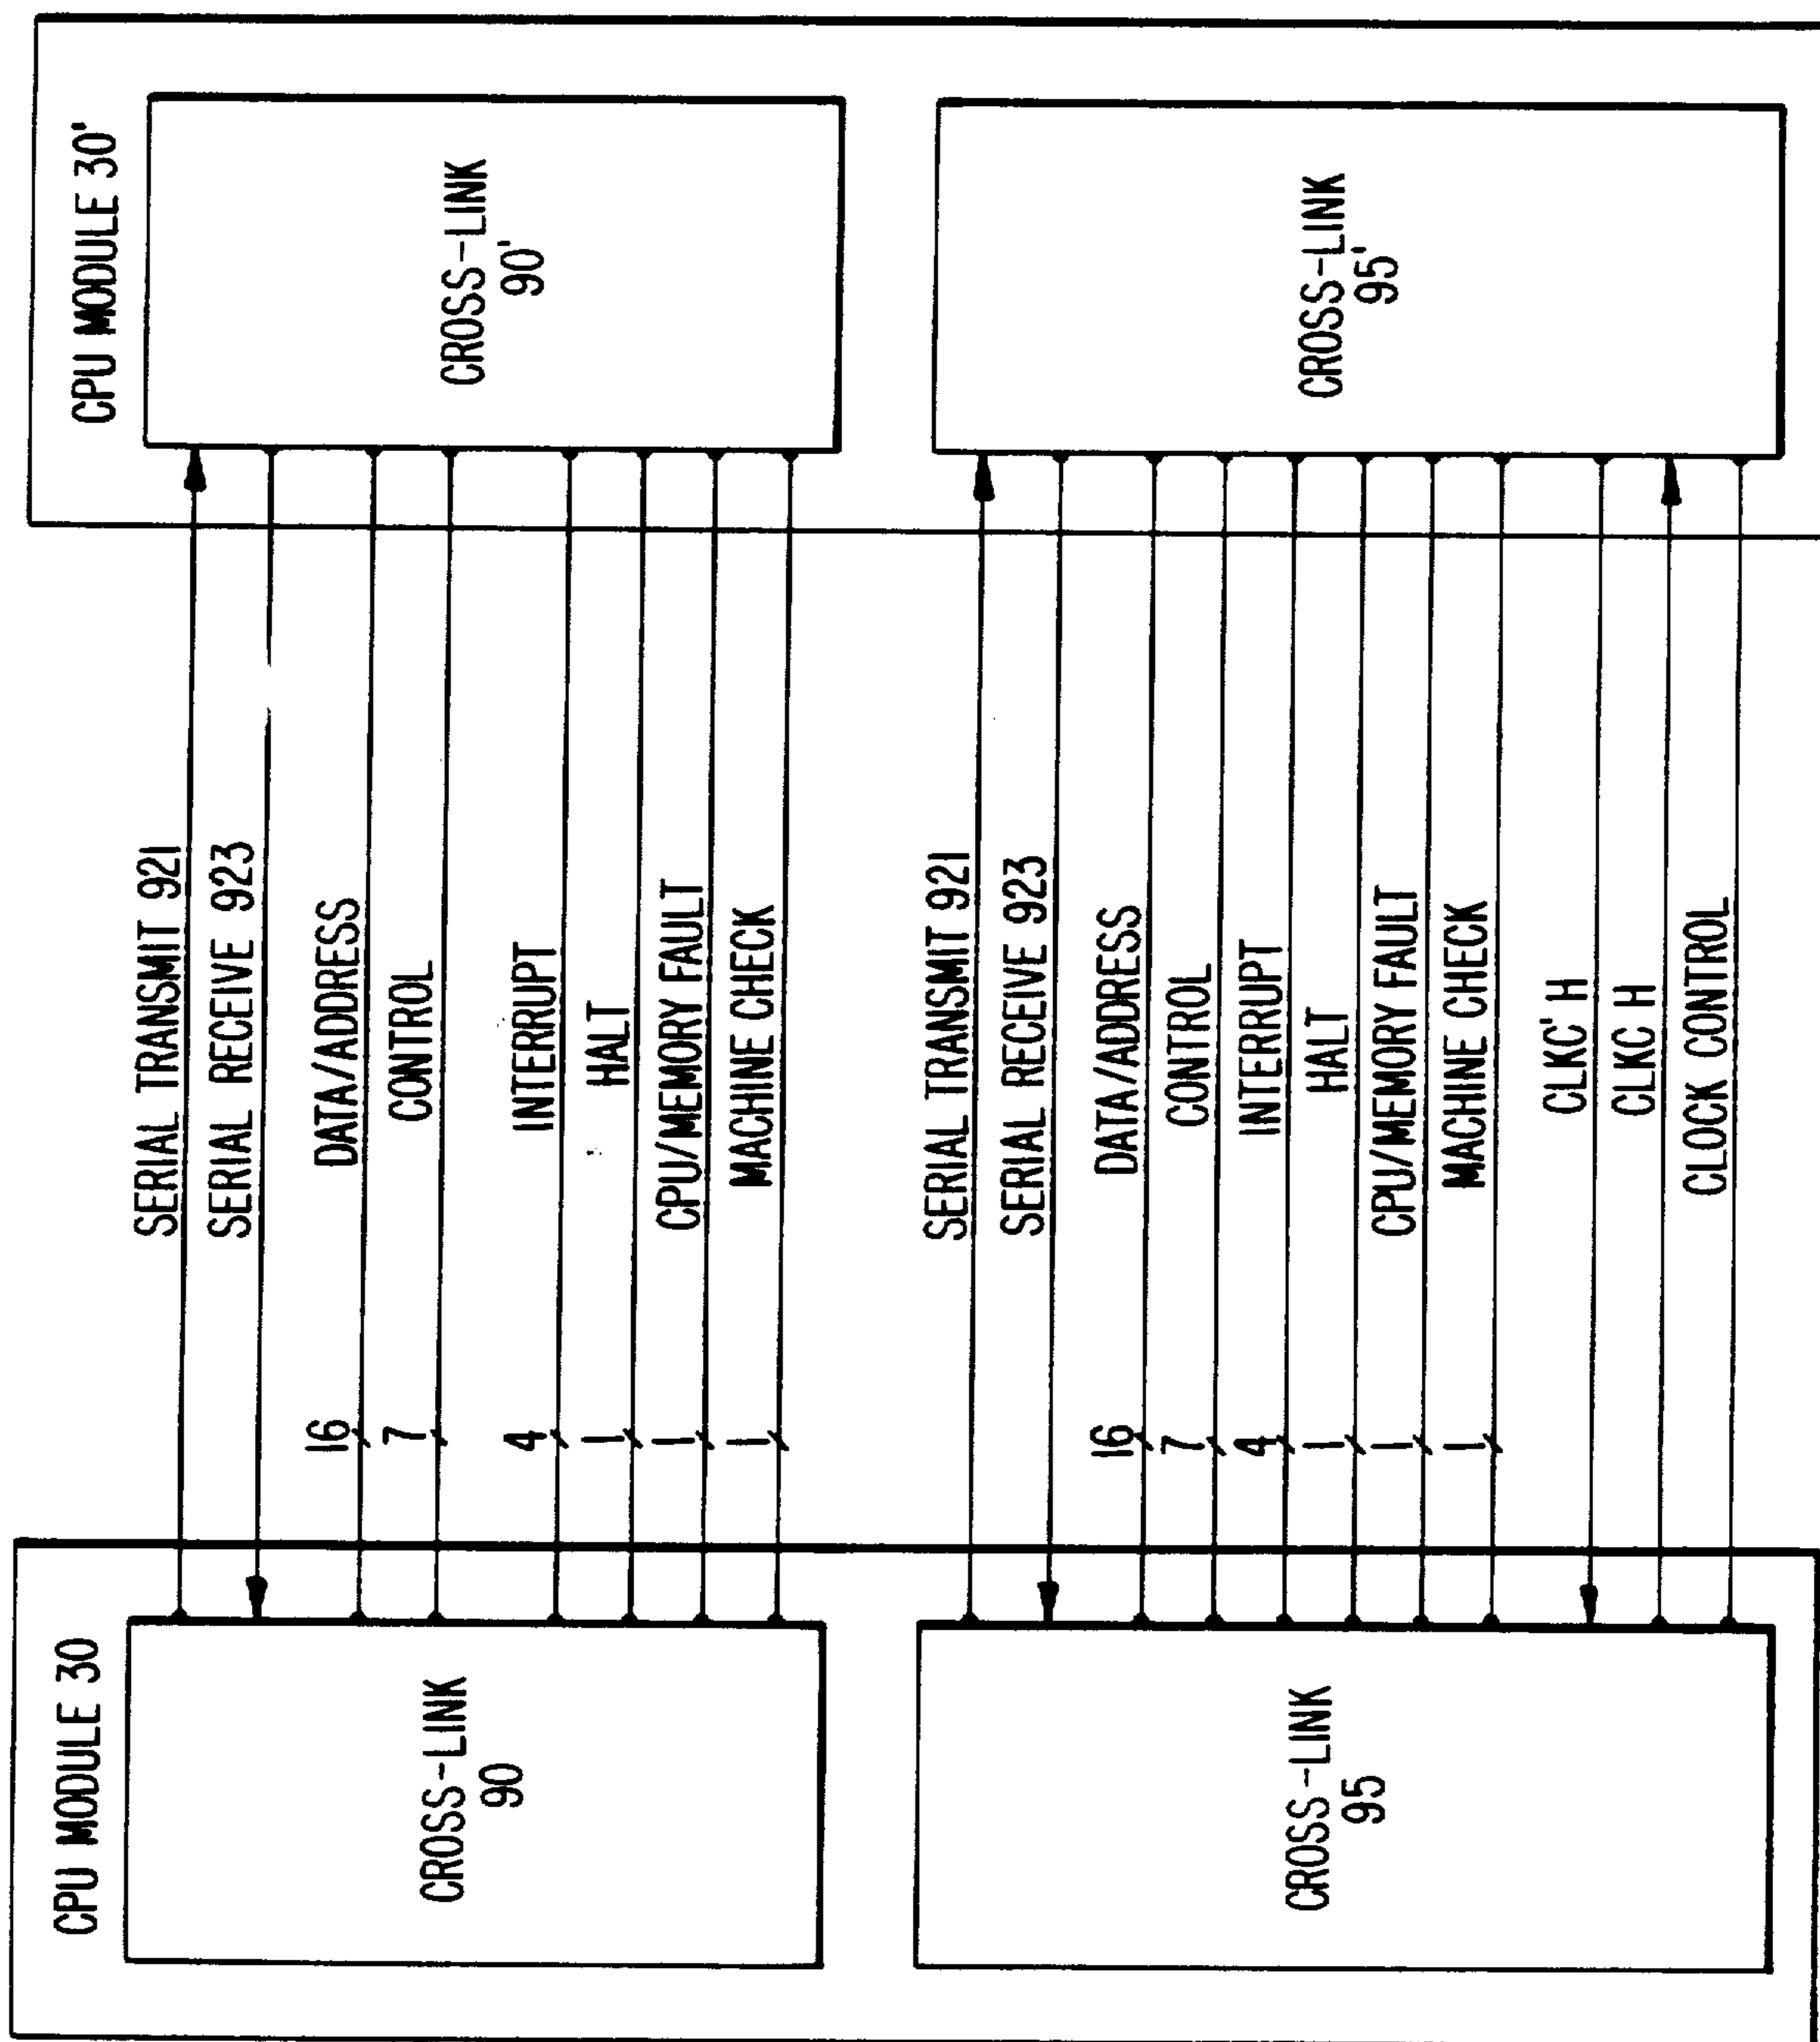 CPU MODULE 30
CROSS-LINK
90
SERIAL TRANSMIT 921
SERIAL RECEIVE 923
16
DATA/ADDRESS
7
CONTROL
4
INTERRUPT
1
HALT
1
CPU/MEMORY FAULT
1
MACHINE CHECK
CPU MODULE 30'
CROSS-LINK
90'
CROSS-LINK
95
SERIAL TRANSMIT 921
SERIAL RECEIVE 923
16
DATA/ADDRESS
7
CONTROL
4
INTERRUPT
1
HALT
1
CPU/MEMORY FAULT
1
MACHINE CHECK
CLKC' H
CLKC H
CLOCK CONTROL
CROSS-LINK
95'